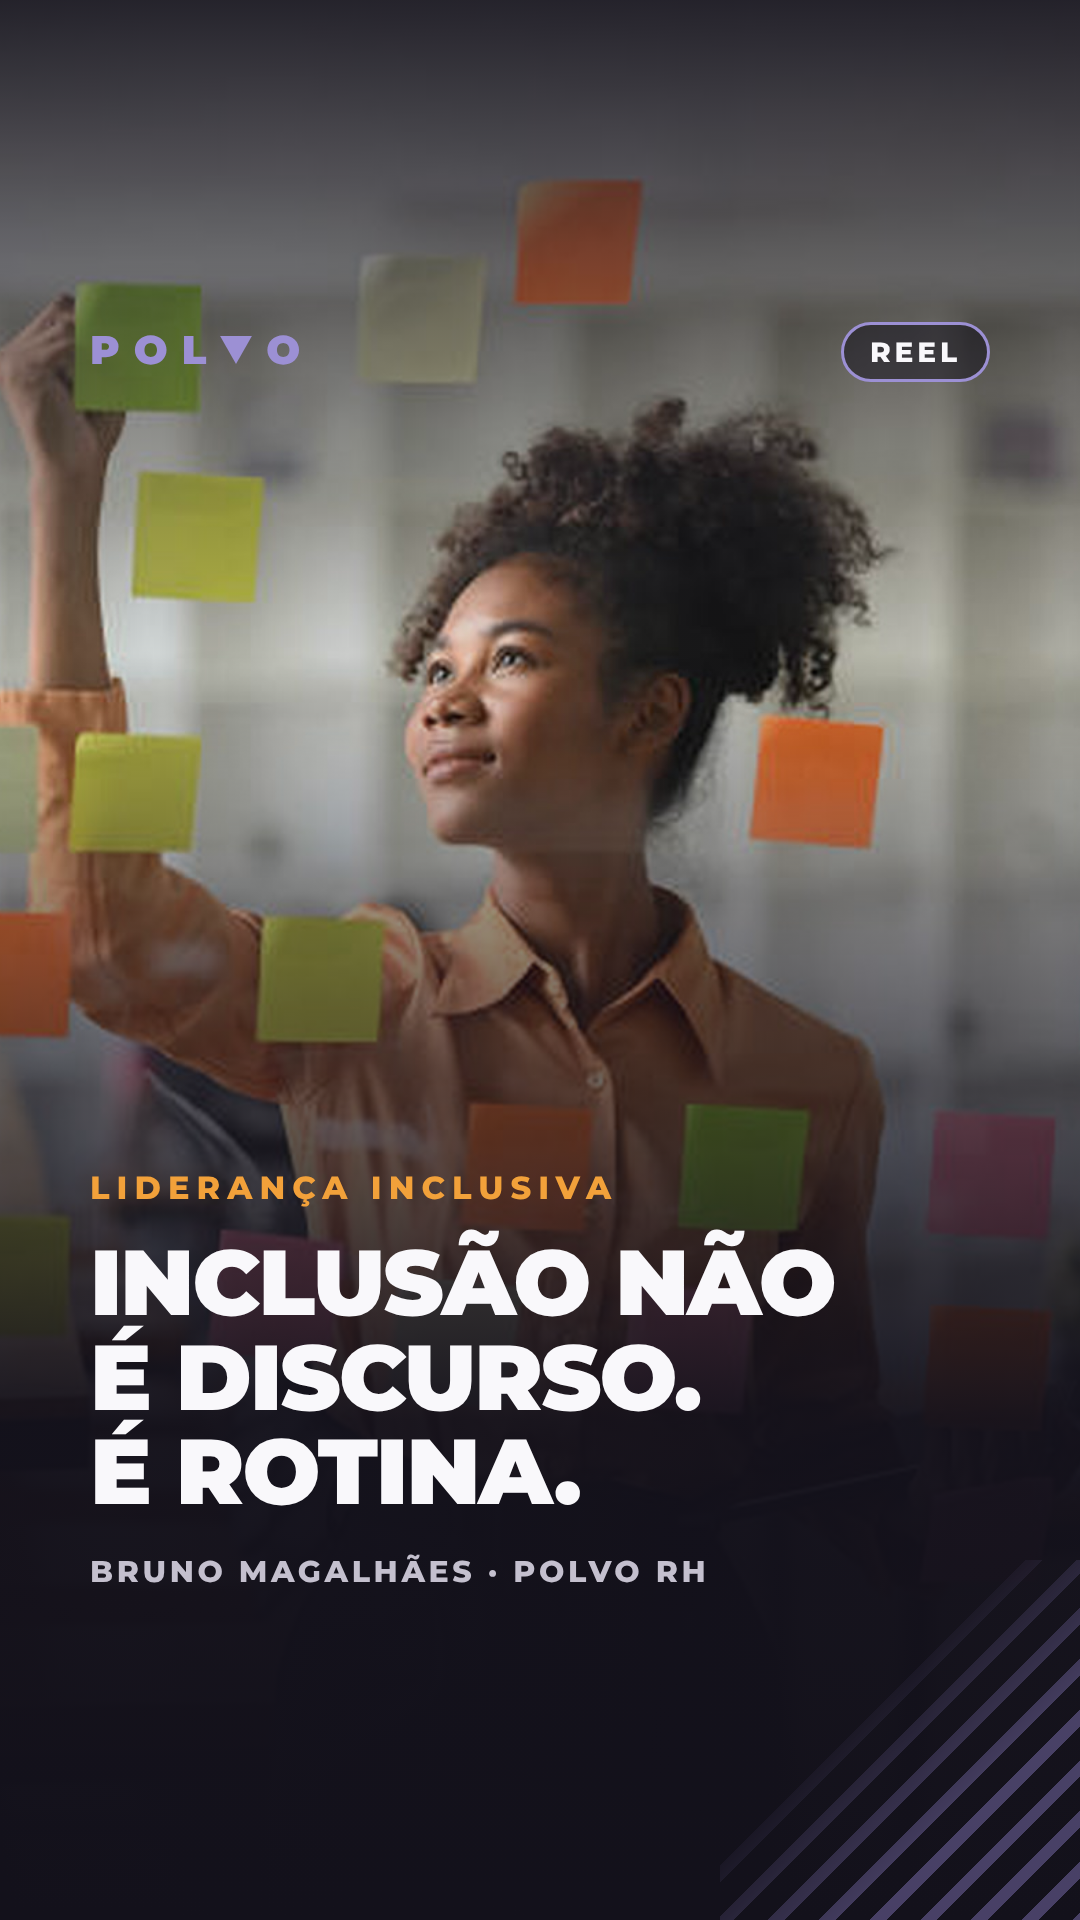 POLVO
REEL
LIDERANÇA INCLUSIVA
INCLUSÃO NÃO
É DISCURSO.
É ROTINA.
BRUNO MAGALHÃES · POLVO RH